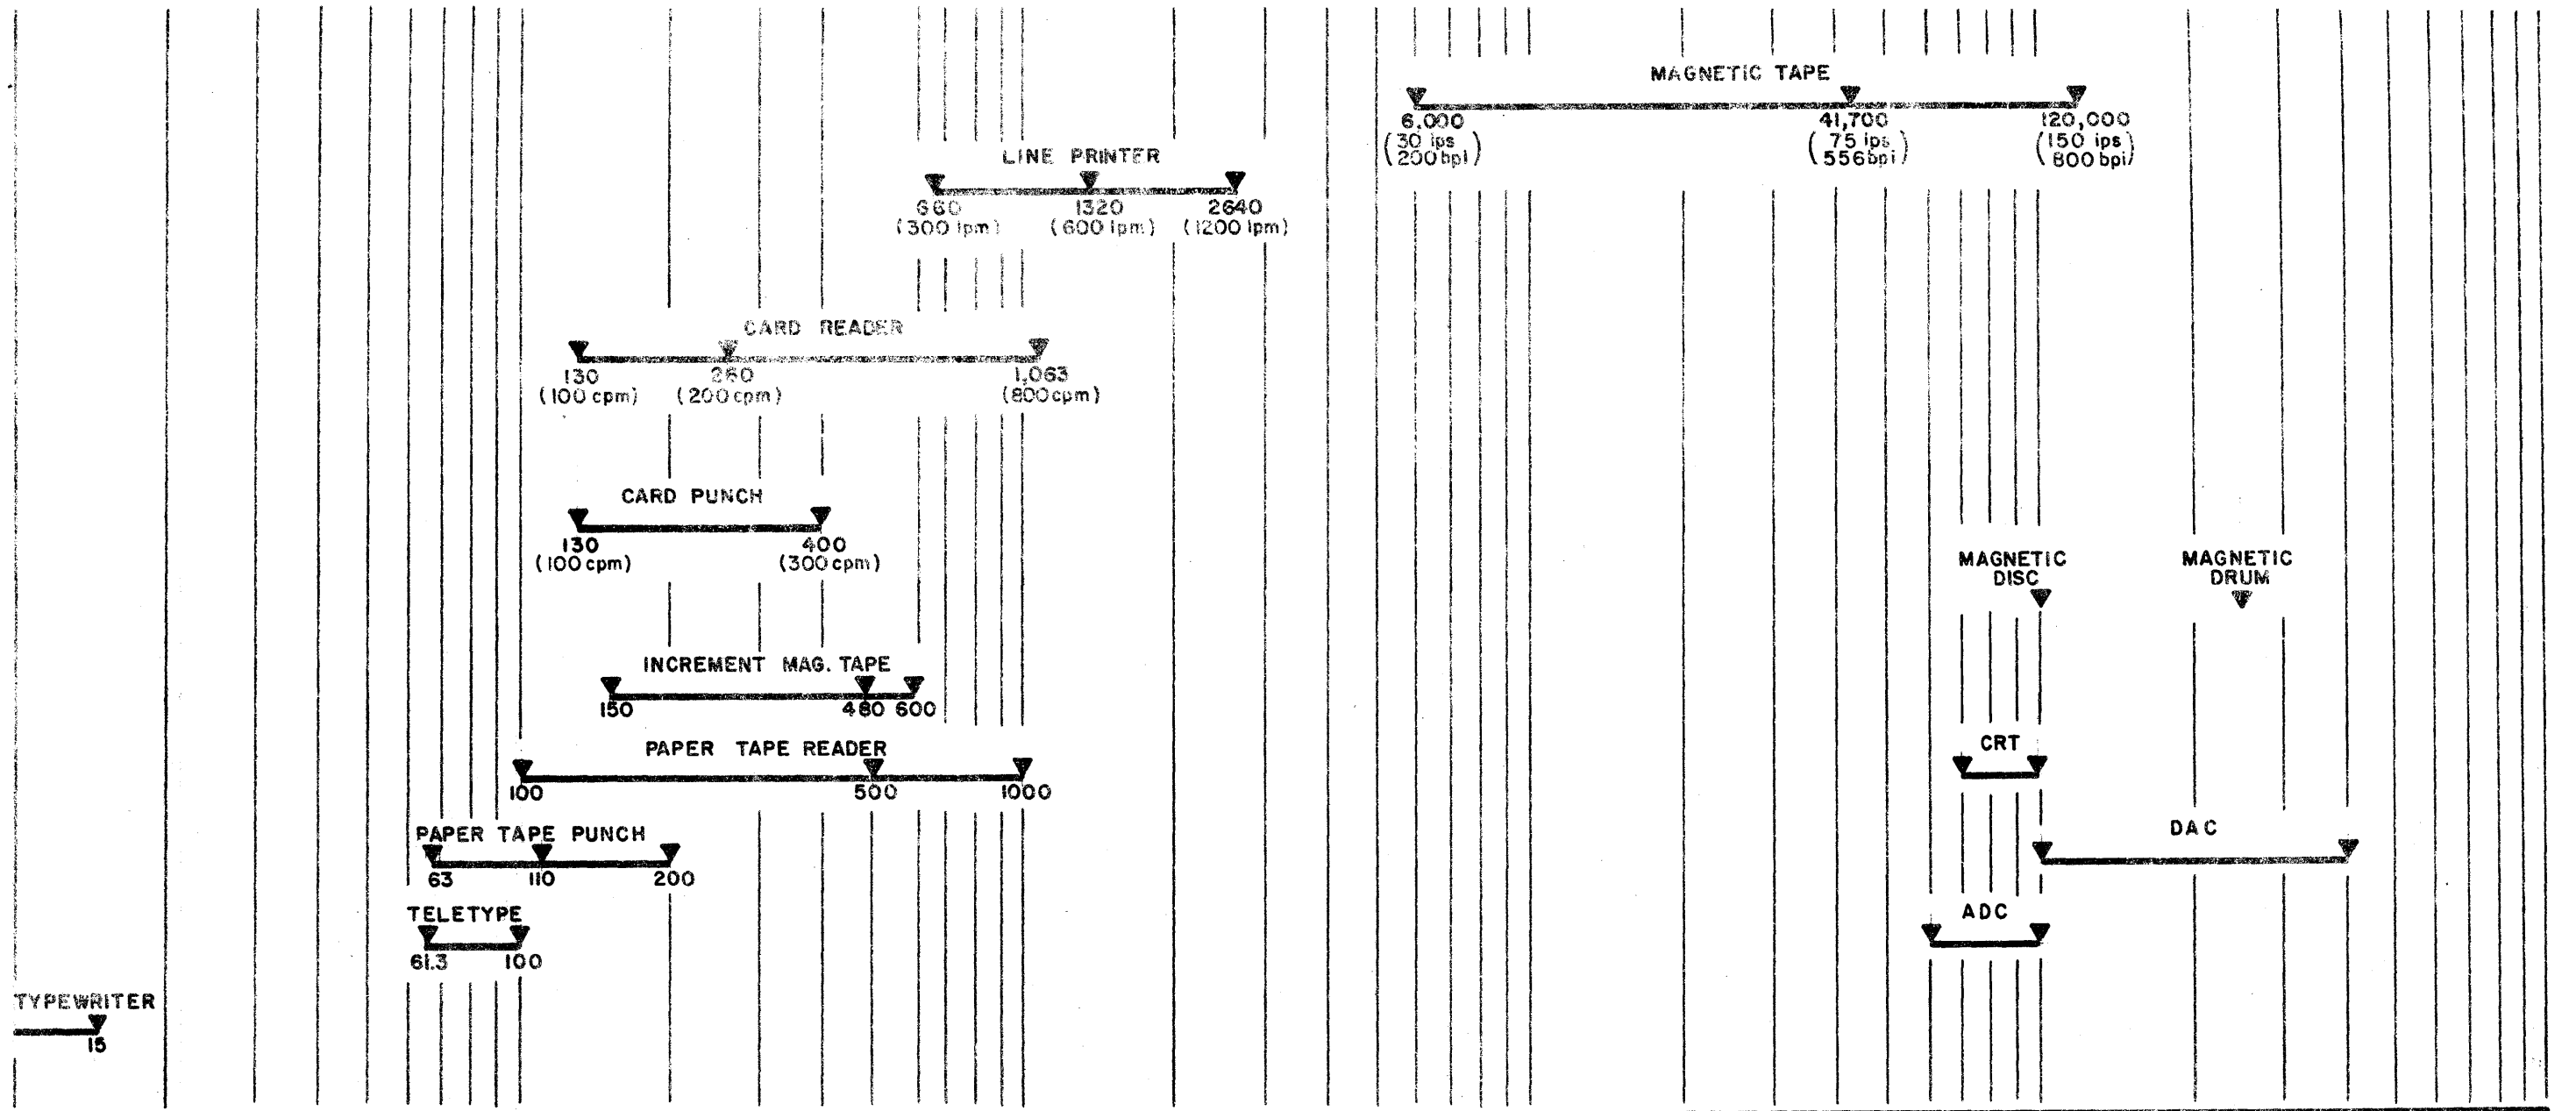 MAGNETIC TAPE
6,000 41,700 120,000
(30 ips (75 ips (150 ips
200 bpi) 556 bpi) 800 bpi)
LINE PRINTER
660 1320 2640
(300 lpm) (600 lpm) (1200 lpm)
CARD READER
130 260 1,063
(100 cpm) (200 cpm) (800 cpm)
CARD PUNCH
130 400
(100 cpm) (300 cpm)
MAGNETIC
DISC
MAGNETIC
DRUM
INCREMENT MAG. TAPE
150 480 600
PAPER TAPE READER
100 500 1000
CRT
PAPER TAPE PUNCH
63 110 200
DAC
TELETYPE
61.3 100
ADC
TYPEWRITER
15